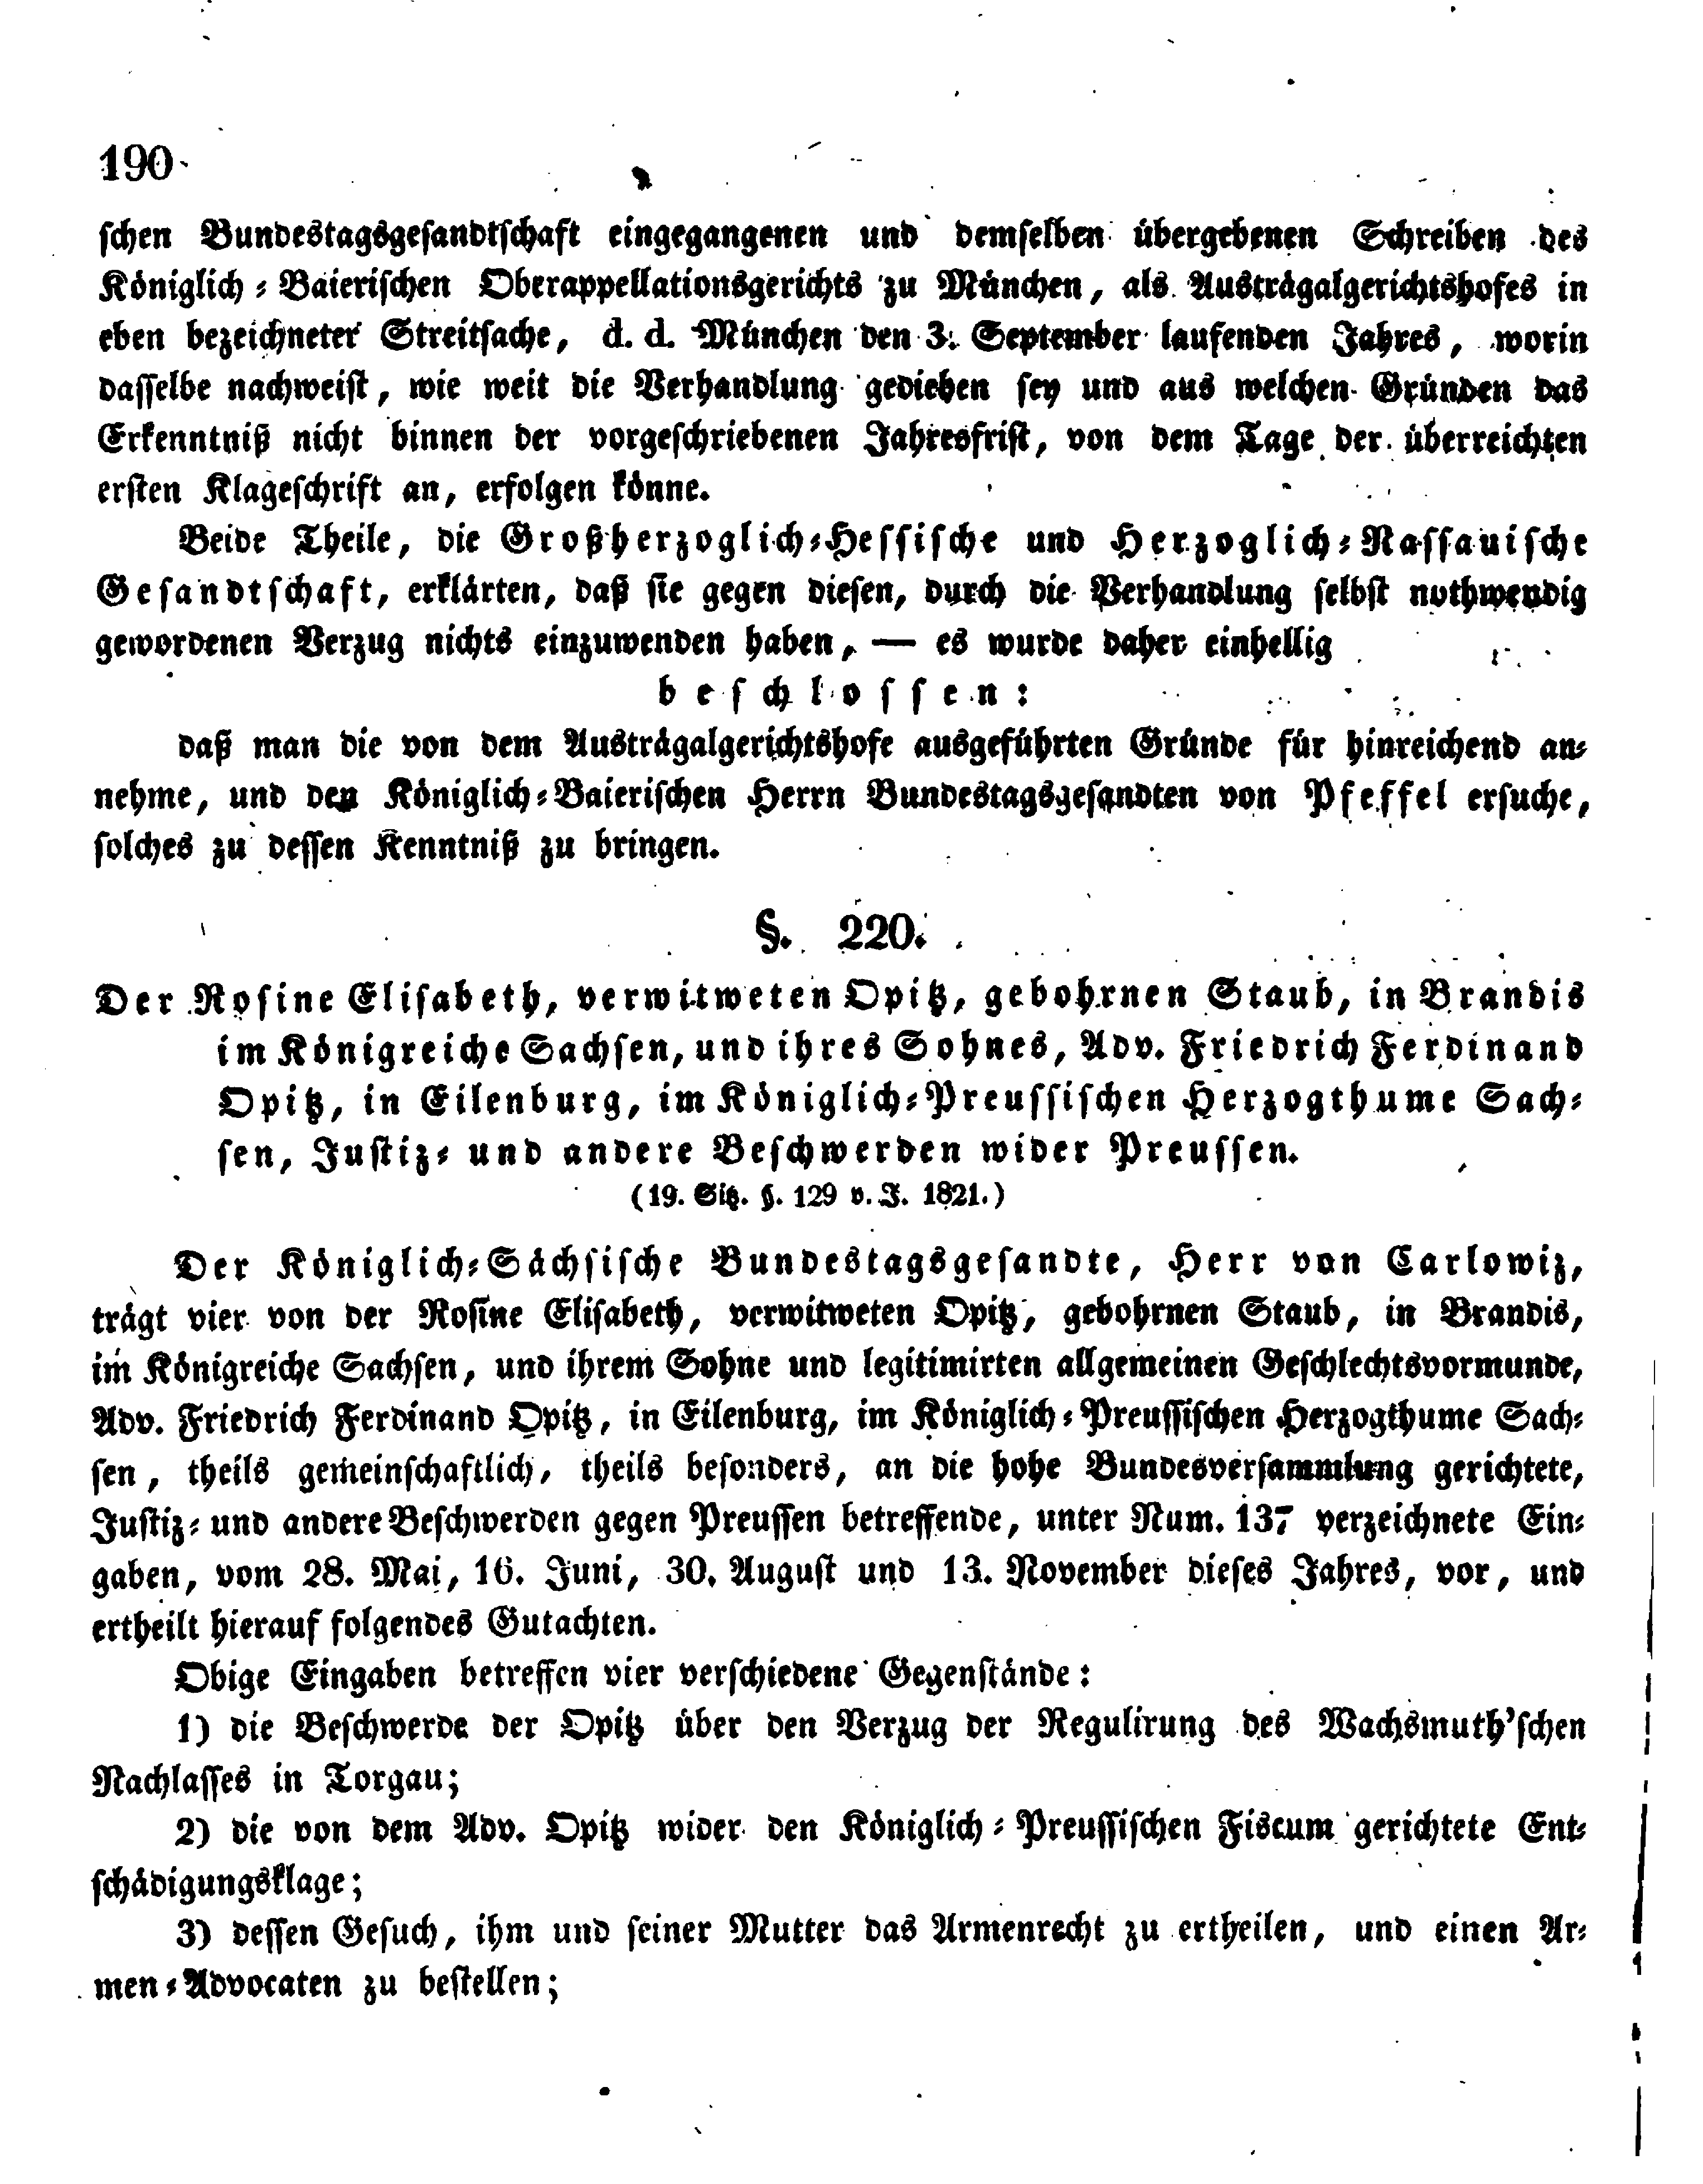 190
schen Bundestagsgesandtschaft eingegangenen und demselben übergebenen Schreiben des
Königlich-Baierischen Oberappellationsgerichts zu München, als Austrägalgerichtshofes in
eben bezeichneter Streitsache, d. d. München den 3. September laufenden Jahres, worin
dasselbe nachweist, wie weit die Verhandlung gediehen sey und aus welchen Gründen das
Erkenntniß nicht binnen der vorgeschriebenen Jahresfrist, von dem Tage der überreichten
ersten Klageschrift an, erfolgen könne.
Beide Theile, die Großherzoglich-Hessische und Herzoglich-Nassauische
Gesandtschaft, erklärten, daß sie gegen diesen, durch die Verhandlung selbst nothwendig
gewordenen Verzug nichts einzuwenden haben, — es wurde daher einhellig
beschlossen:
daß man die von dem Austrägalgerichtshofe ausgeführten Gründe für hinreichend an-
nehme, und den Königlich-Baierischen Herrn Bundestagsgesandten von Pfeffel ersuche,
solches zu dessen Kenntniß zu bringen.
§. 220.
Der Rosine Elisabeth, verwitweten Opitz, gebohrnen Staub, in Brandis
im Königreiche Sachsen, und ihres Sohnes, Adv. Friedrich Ferdinand
Opitz, in Eilenburg, im Königlich-Preussischen Herzogthume Sach-
sen, Justiz- und andere Beschwerden wider Preussen.
(19. Sitz. §. 129 v. J. 1821.)
Der Königlich-Sächsische Bundestagsgesandte, Herr von Carlowiz,
trägt vier von der Rosine Elisabeth, verwitweten Opitz, gebohrnen Staub, in Brandis,
im Königreiche Sachsen, und ihrem Sohne und legitimirten allgemeinen Geschlechtsvormunde,
Adv. Friedrich Ferdinand Opitz, in Eilenburg, im Königlich-Preussischen Herzogthume Sach-
sen, theils gemeinschaftlich, theils besonders, an die hohe Bundesversammlung gerichtete,
Justiz- und andere Beschwerden gegen Preussen betreffende, unter Num. 137 verzeichnete Ein-
gaben, vom 28. Mai, 16. Juni, 30. August und 13. November dieses Jahres, vor, und
ertheilt hierauf folgendes Gutachten.
Obige Eingaben betreffen vier verschiedene Gegenstände:
1) die Beschwerde der Opitz über den Verzug der Regulirung des Wachsmuth'schen
Nachlasses in Torgau;
2) die von dem Adv. Opitz wider den Königlich-Preussischen Fiscum gerichtete Ent-
schädigungsklage;
3) dessen Gesuch, ihm und seiner Mutter das Armenrecht zu ertheilen, und einen Ar-
men-Advocaten zu bestellen;